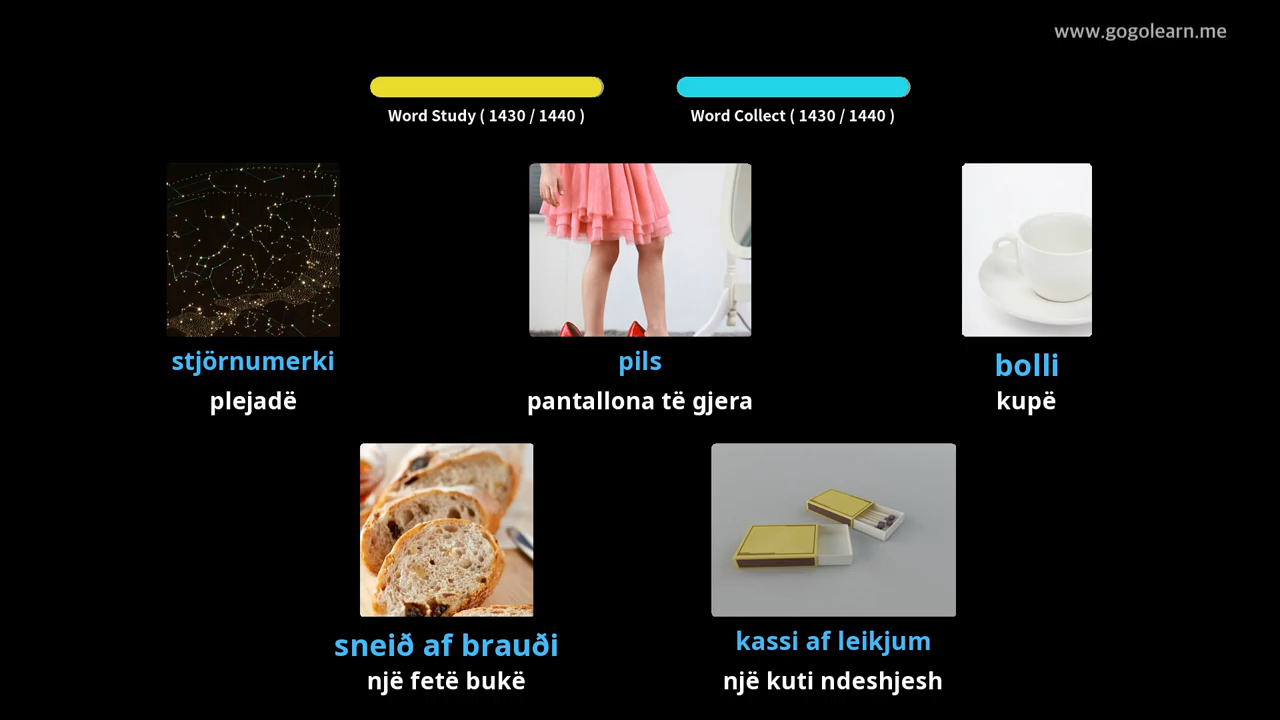 www.gogolearn.me
Word Study ( 1430 / 1440 )
Word Collect ( 1430 / 1440 )
stjörnumerki
plejadë
pils
pantallona të gjera
bolli
kupë
sneið af brauði
një fetë bukë
kassi af leikjum
një kuti ndeshjesh